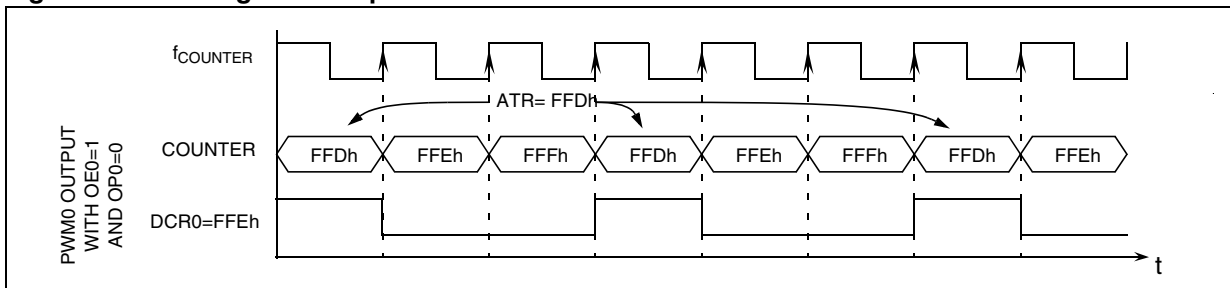 fCOUNTER
ATR= FFDh
COUNTER
FFDh FFEh FFFh FFDh FFEh FFFh FFDh FFEh
PWM0 OUTPUT
WITH OE0=1
AND OP0=0
DCR0=FFEh
t